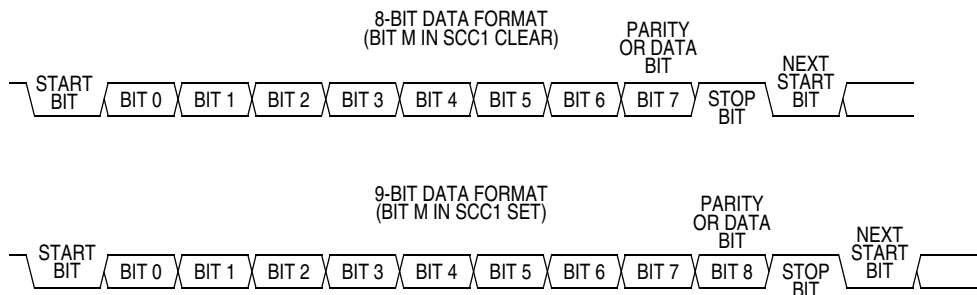 8-BIT DATA FORMAT
(BIT M IN SCC1 CLEAR)
PARITY
OR DATA
BIT
START
BIT
BIT 0
BIT 1
BIT 2
BIT 3
BIT 4
BIT 5
BIT 6
BIT 7
STOP
BIT
NEXT
START
BIT
9-BIT DATA FORMAT
(BIT M IN SCC1 SET)
PARITY
OR DATA
BIT
START
BIT
BIT 0
BIT 1
BIT 2
BIT 3
BIT 4
BIT 5
BIT 6
BIT 7
BIT 8
STOP
BIT
NEXT
START
BIT